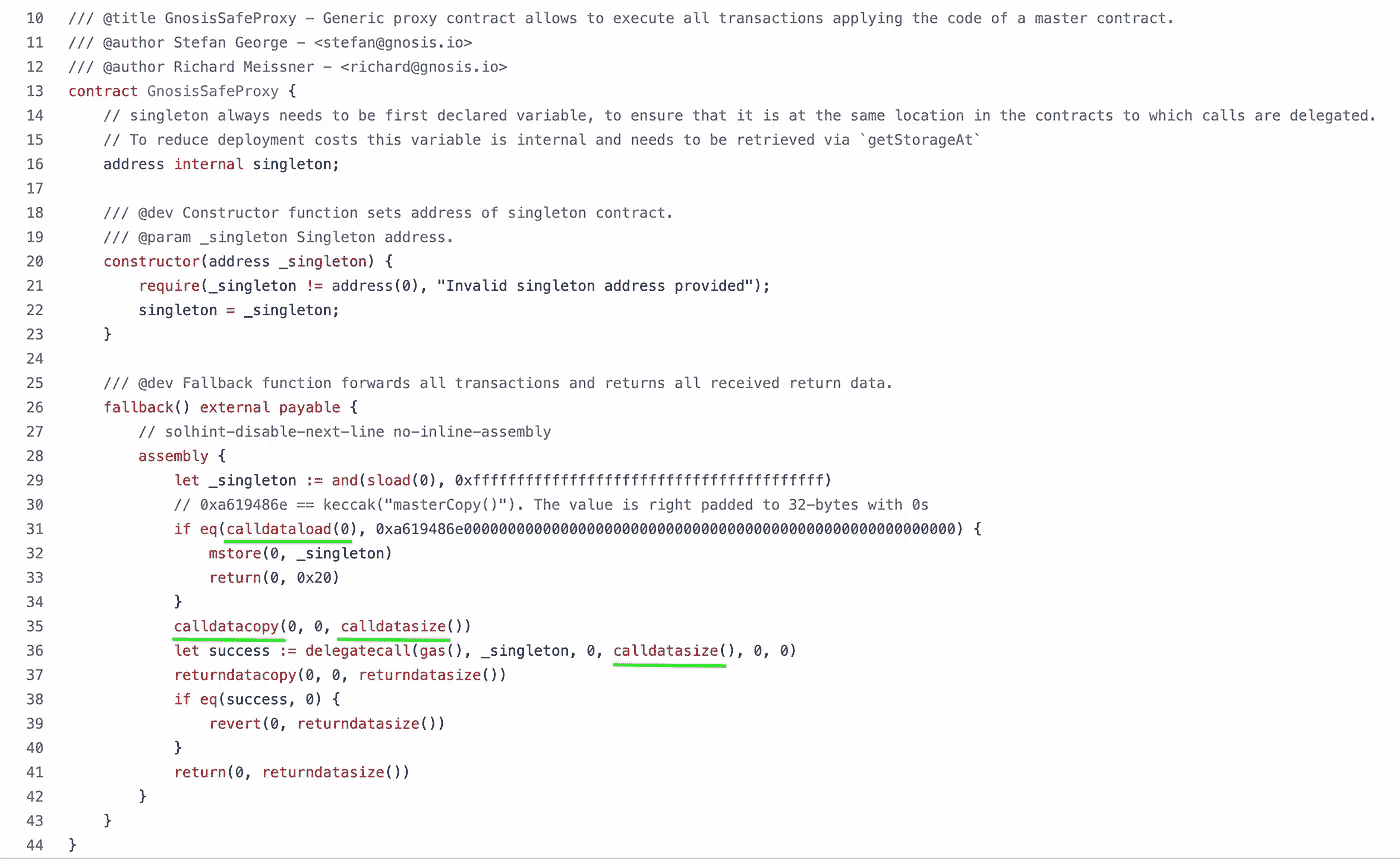 10 /// @title GnosisSafeProxy - Generic proxy contract allows to execute all transactions applying the code of a master contract.
11 /// @author Stefan George - <stefan@gnosis.io>
12 /// @author Richard Meissner - <richard@gnosis.io>
13 contract GnosisSafeProxy {
14 // singleton always needs to be first declared variable, to ensure that it is at the same location in the contracts to which calls are delegated.
15 // To reduce deployment costs this variable is internal and needs to be retrieved via `getStorageAt`
16 address internal singleton;
17
18 /// @dev Constructor function sets address of singleton contract.
19 /// @param _singleton Singleton address.
20 constructor(address _singleton) {
21 require(_singleton != address(0), "Invalid singleton address provided");
22 singleton = _singleton;
23 }
24
25 /// @dev Fallback function forwards all transactions and returns all received return data.
26 fallback() external payable {
27 // solhint-disable-next-line no-inline-assembly
28 assembly {
29 let _singleton := and(sload(0), 0xffffffffffffffffffffffffffffffffffffffff)
30 // 0xa619486e == keccak("masterCopy()"). The value is right padded to 32-bytes with 0s
31 if eq(calldataload(0), 0xa619486e00000000000000000000000000000000000000000000000000000000) {
32 mstore(0, _singleton)
33 return(0, 0x20)
34 }
35 calldatacopy(0, 0, calldatasize())
36 let success := delegatecall(gas(), _singleton, 0, calldatasize(), 0, 0)
37 returndatacopy(0, 0, returndatasize())
38 if eq(success, 0) {
39 revert(0, returndatasize())
40 }
41 return(0, returndatasize())
42 }
43 }
44 }